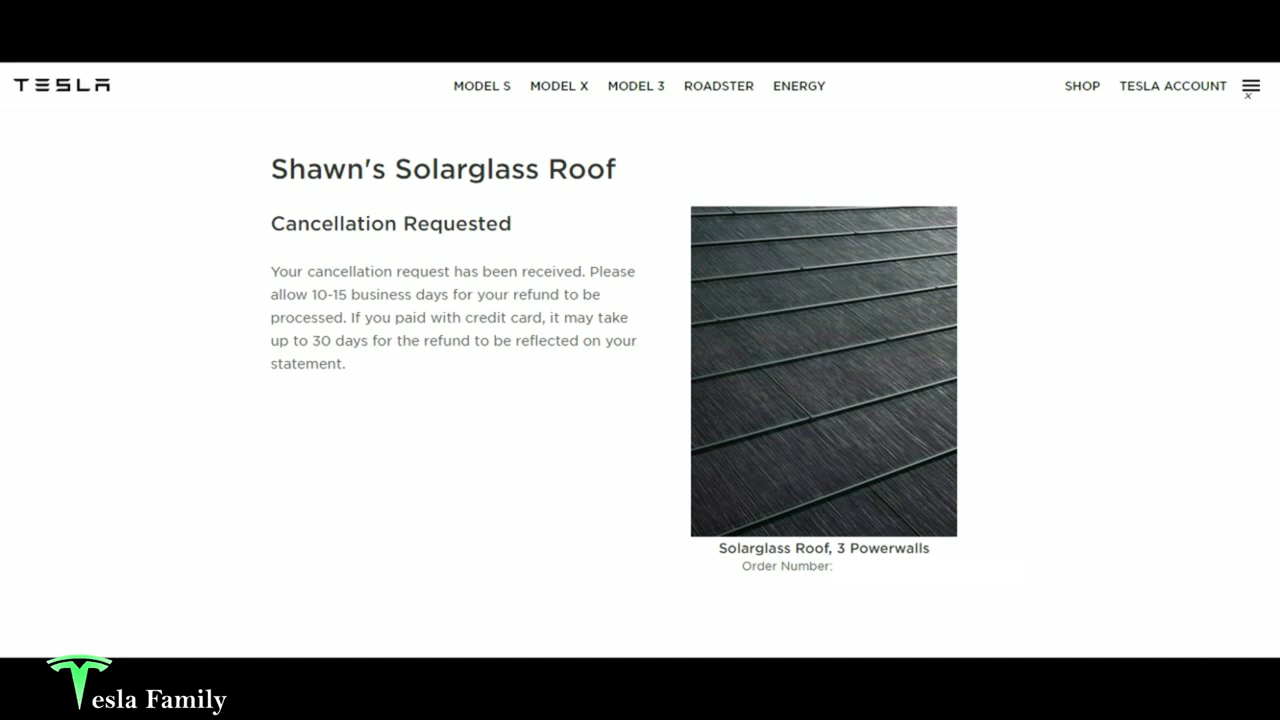 TESLA
MODEL S MODEL X MODEL 3 ROADSTER ENERGY
SHOP TESLA ACCOUNT
Shawn's Solarglass Roof
Cancellation Requested
Your cancellation request has been received. Please
allow 10-15 business days for your refund to be
processed. If you paid with credit card, it may take
up to 30 days for the refund to be reflected on your
statement.
Solarglass Roof, 3 Powerwalls
Order Number:
Tesla Family